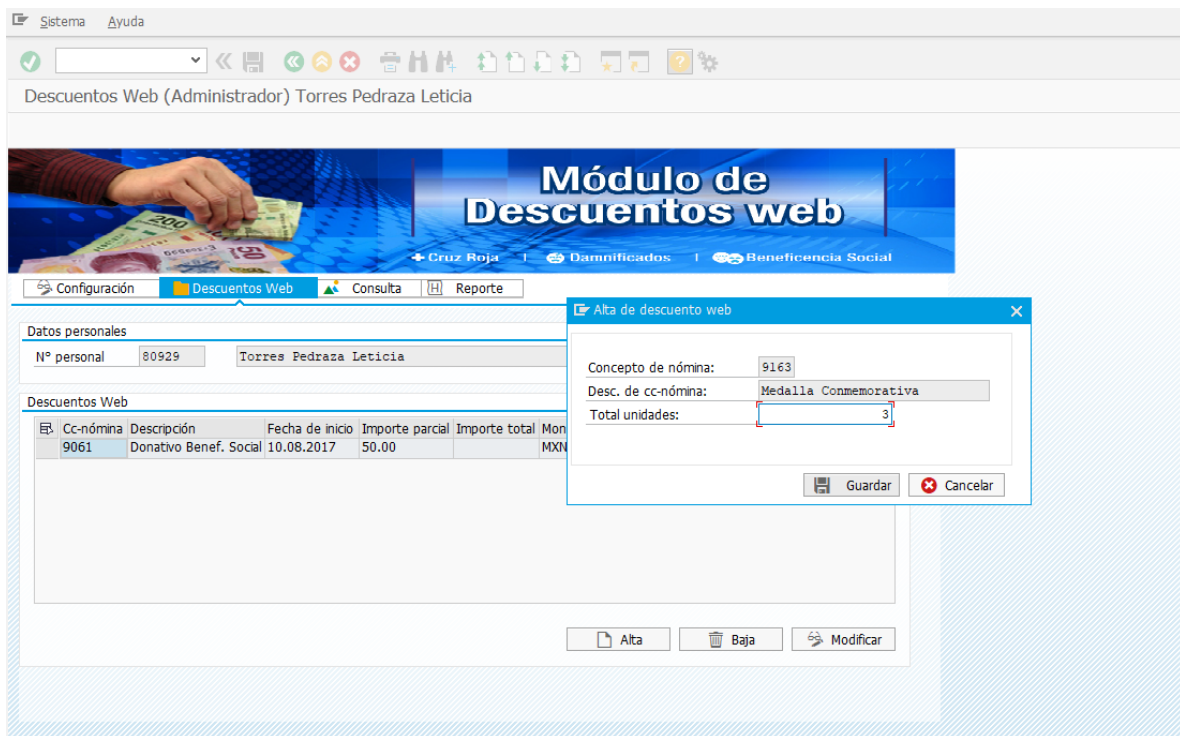 Sistema Ayuda
Descuentos Web (Administrador) Torres Pedraza Leticia
200
50
Módulo de
Descuentos web
Cruz Roja | Damnificados | Beneficencia Social
Configuración Descuentos Web Consulta Reporte
Datos personales
N° personal 80929 Torres Pedraza Leticia
Descuentos Web
Cc-nómina Descripción Fecha de inicio Importe parcial Importe total Mon
9061 Donativo Benef. Social 10.08.2017 50.00 MXN
Alta de descuento web
Concepto de nómina: 9163
Desc. de cc-nómina: Medalla Conmemorativa
Total unidades: 3
Guardar Cancelar
Alta Baja Modificar